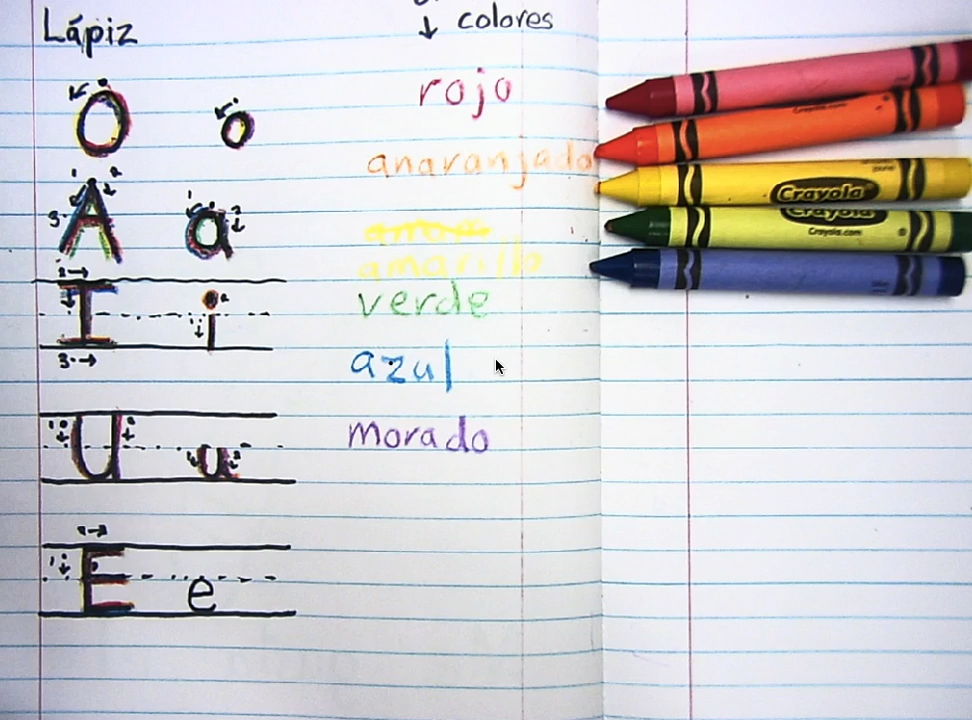 Lápiz
↓ colores
O o
A a
I i
U u
E e
rojo
anaranjado
amarillo
verde
azul
morado
Crayola
Crayola
Crayola.com